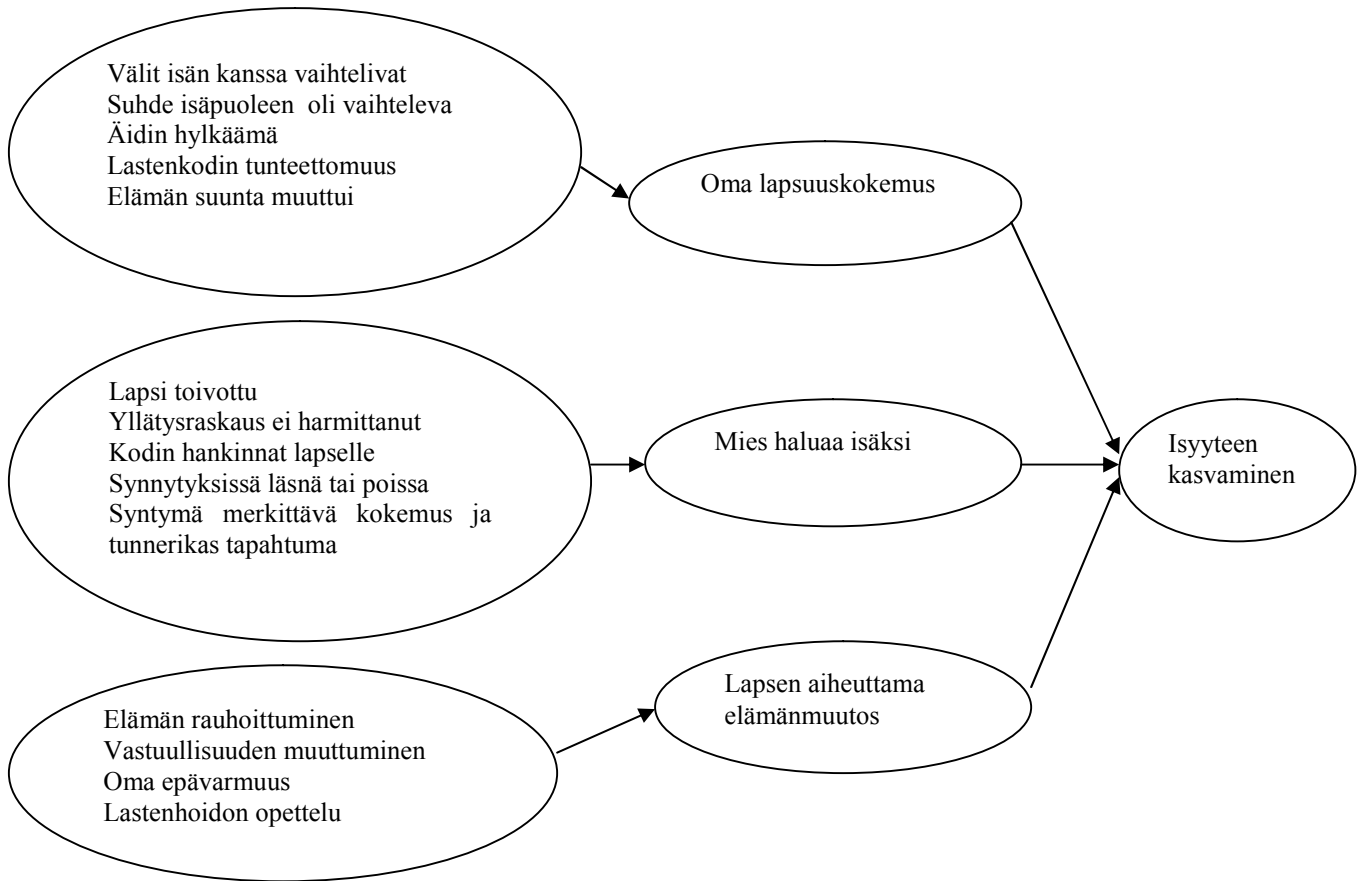 Välit isän kanssa vaihtelivat
Suhde isäpuoleen oli vaihteleva
Äidin hylkäämä
Lastenkodin tunteettomuus
Elämän suunta muuttui
Oma lapsuuskokemus
Lapsi toivottu
Yllätysraskaus ei harmittanut
Kodin hankinnat lapselle
Synnytyksissä läsnä tai poissa
Syntymä merkittävä kokemus ja
tunnerikas tapahtuma
Mies haluaa isäksi
Isyyteen
kasvaminen
Elämän rauhoittuminen
Vastuullisuuden muuttuminen
Oma epävarmuus
Lastenhoidon opettelu
Lapsen aiheuttama
elämänmuutos